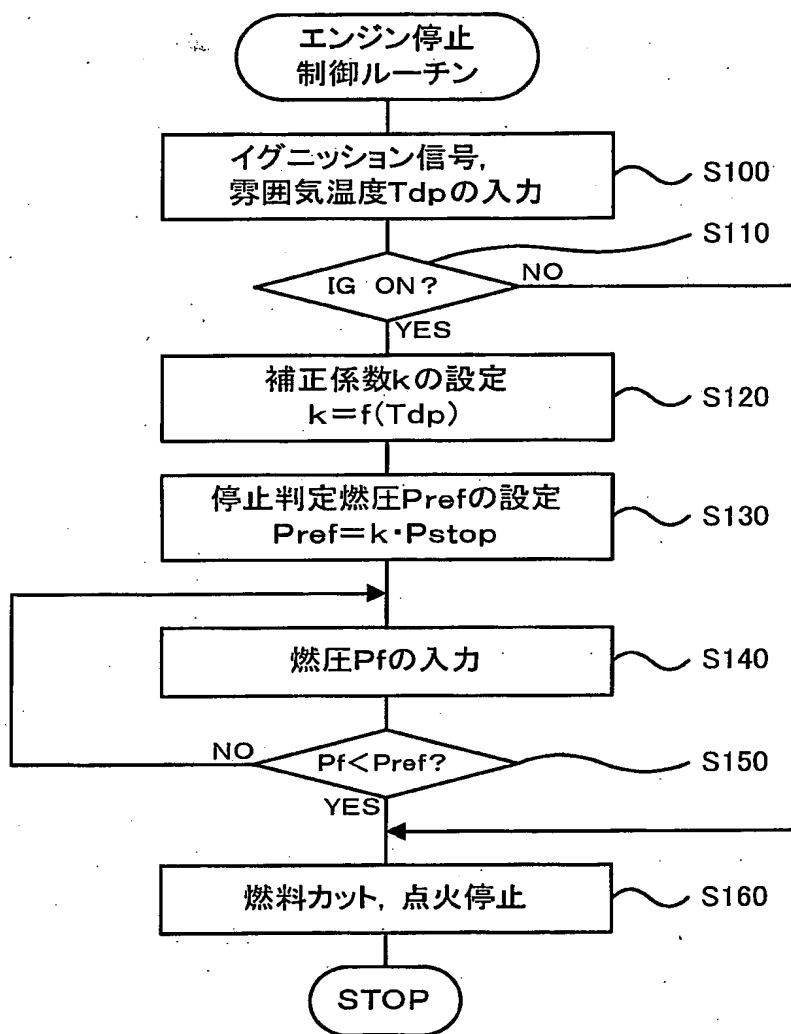 エンジン停止
制御ルーチン
イグニッション信号,
雰囲気温度Tdpの入力
S100
S110
IG ON?
NO
YES
補正係数kの設定
k=f(Tdp)
S120
停止判定燃圧Prefの設定
Pref=k・Pstop
S130
燃圧Pfの入力
S140
NO
Pf<Pref?
S150
YES
燃料カット, 点火停止
S160
STOP